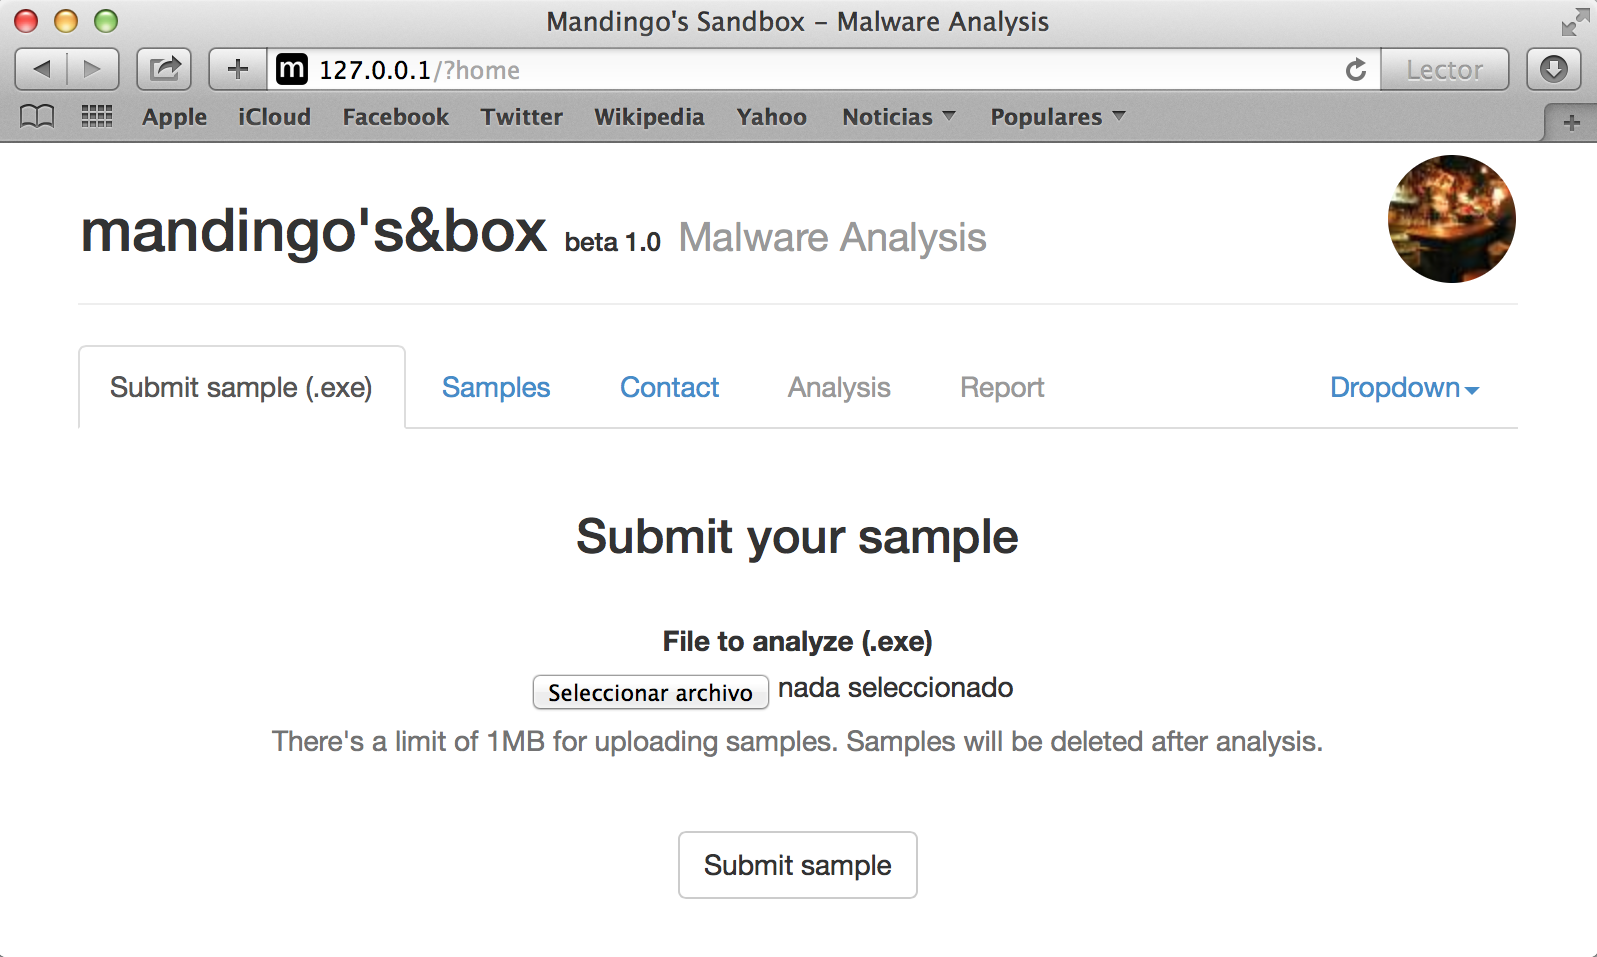 Mandingo's Sandbox – Malware Analysis
m 127.0.0.1/?home Lector
Apple iCloud Facebook Twitter Wikipedia Yahoo Noticias Populares
mandingo's&box beta 1.0 Malware Analysis
Submit sample (.exe) Samples Contact Analysis Report Dropdown
Submit your sample
File to analyze (.exe)
Seleccionar archivo nada seleccionado
There's a limit of 1MB for uploading samples. Samples will be deleted after analysis.
Submit sample